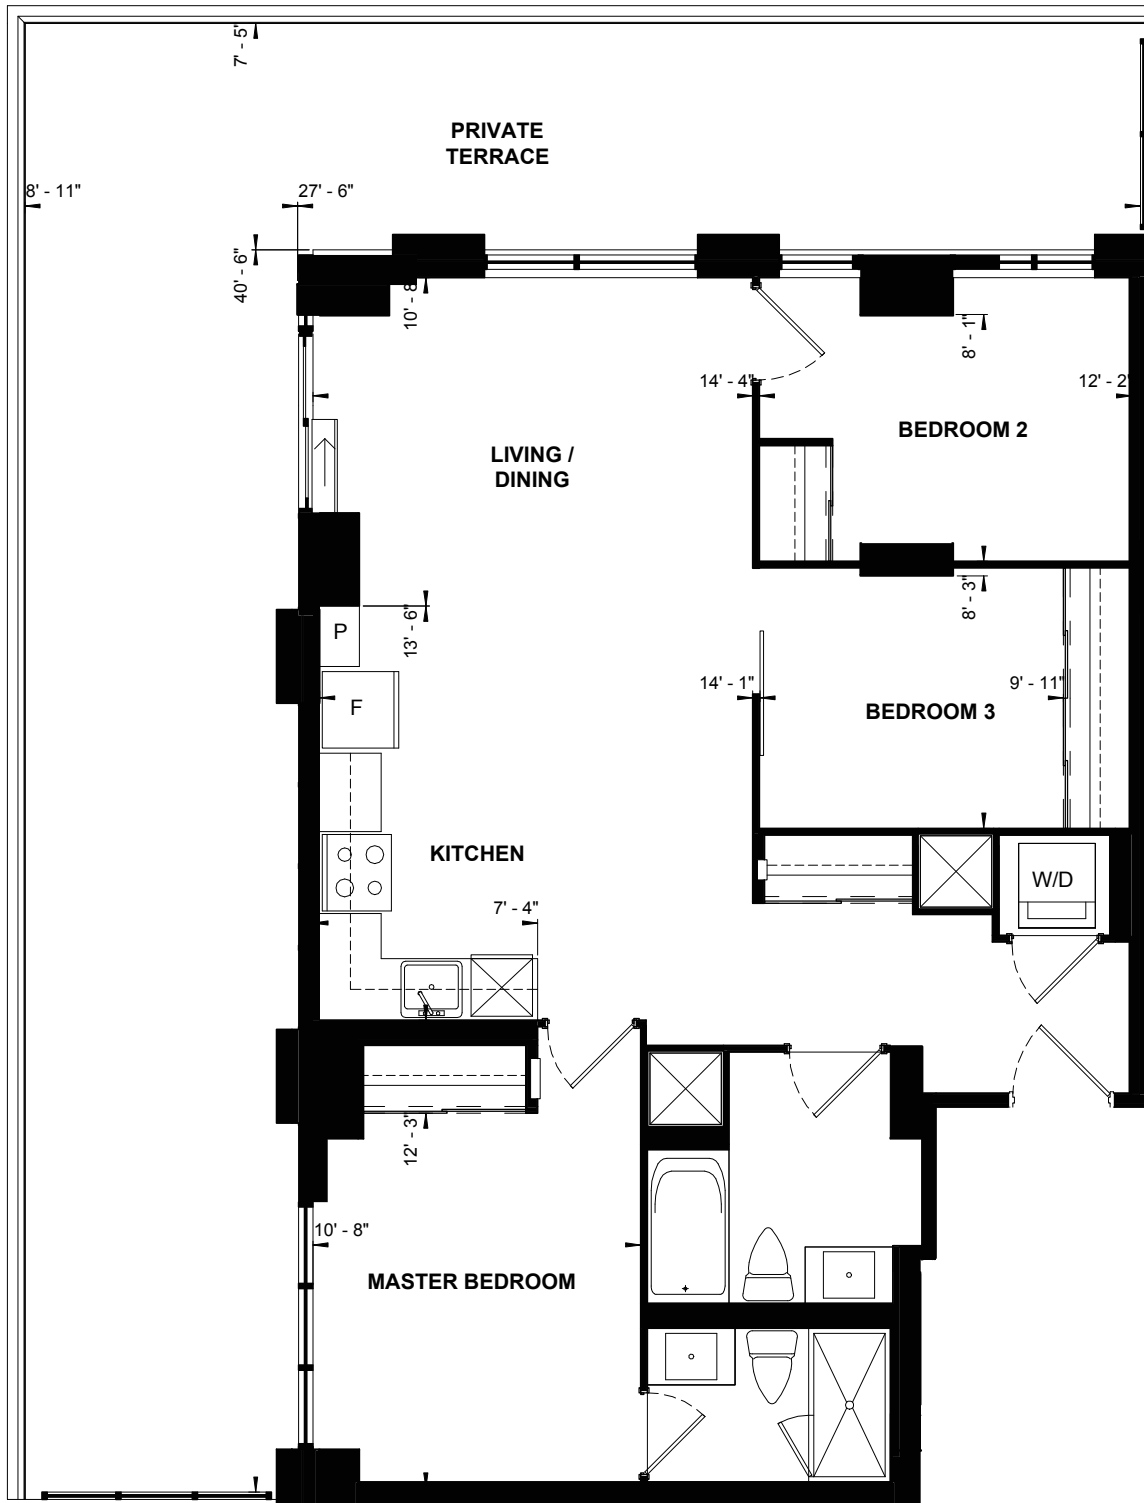 7' - 5"
PRIVATE
TERRACE
8' - 11"
27' - 6"
40' - 6"
10' - 8"
8' - 1"
14' - 4"
12' - 2"
BEDROOM 2
LIVING /
DINING
8' - 3"
P
13' - 6"
F
14' - 1"
9' - 11"
BEDROOM 3
KITCHEN
W/D
7' - 4"
12' - 3"
10' - 8"
MASTER BEDROOM